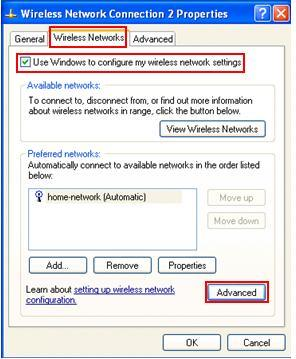 Wireless Network Connection 2 Properties
General
Wireless Networks
Advanced
Use Windows to configure my wireless network settings
Available networks:
To connect to, disconnect from, or find out more information
about wireless networks in range, click the button below.
View Wireless Networks
Preferred networks:
Automatically connect to available networks in the order listed
below:
home-network (Automatic)
Move up
Move down
Add...
Remove
Properties
Learn about setting up wireless network
configuration.
Advanced
OK
Cancel